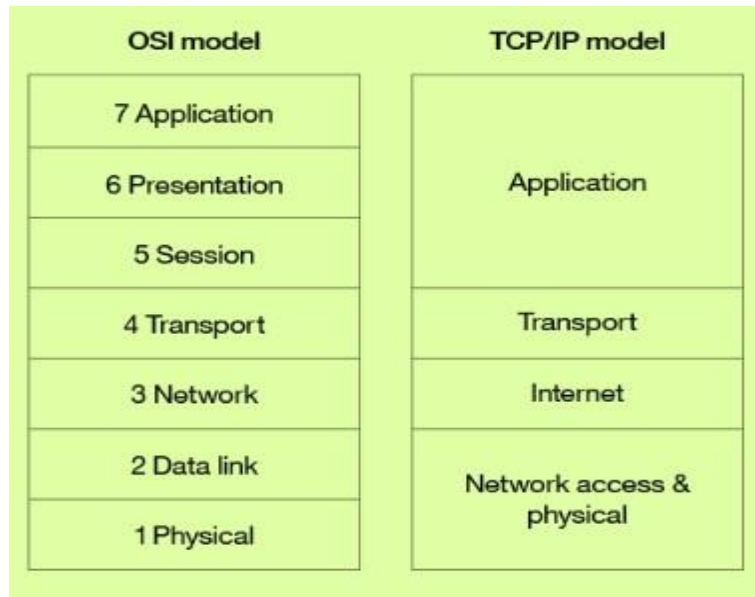 OSI model
7 Application
6 Presentation
5 Session
4 Transport
3 Network
2 Data link
1 Physical
TCP/IP model
Application
Transport
Internet
Network access &
physical